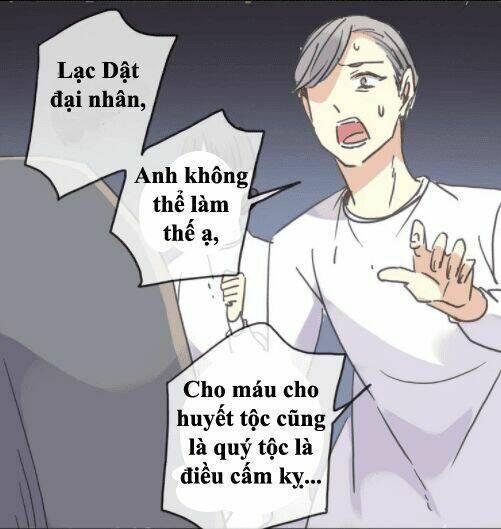 Lạc Dật
đại nhân,
Anh không
thể làm
thế ạ,
Cho máu cho
huyết tộc cũng
là quý tộc là
điều cấm kỵ...